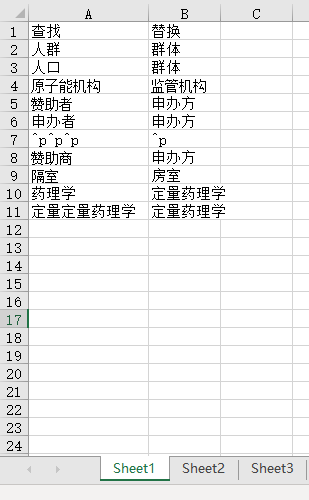 A B C
1 查找 替换
2 人群 群体
3 人口 群体
4 原子能机构 监管机构
5 赞助者 申办方
6 申办者 申办方
7 ^p^p^p ^p
8 赞助商 申办方
9 隔室 房室
10 药理学 定量药理学
11 定量定量药理学 定量药理学
12
13
14
15
16
17
18
19
20
21
22
23
24
Sheet1 Sheet2 Sheet3